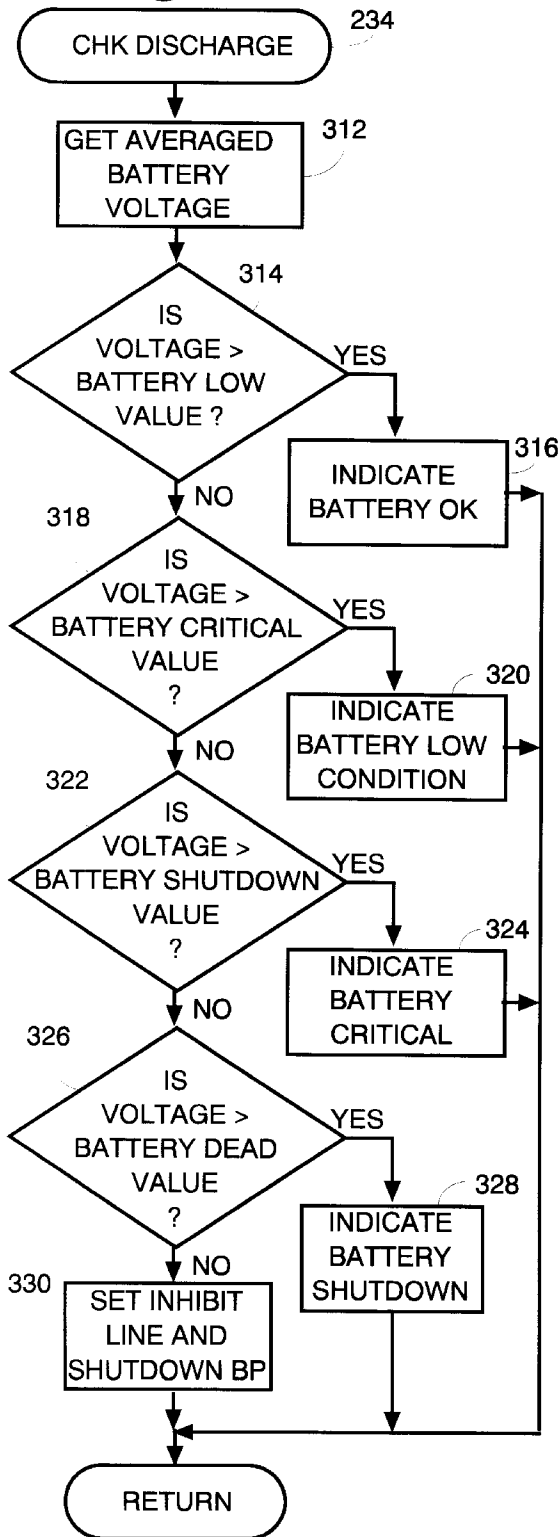 CHK DISCHARGE
234
GET AVERAGED
BATTERY
VOLTAGE
312
314
IS
VOLTAGE >
BATTERY LOW
VALUE ?
YES
316
INDICATE
BATTERY OK
NO
318
IS
VOLTAGE >
BATTERY CRITICAL
VALUE
?
YES
320
INDICATE
BATTERY LOW
CONDITION
NO
322
IS
VOLTAGE >
BATTERY SHUTDOWN
VALUE
?
YES
324
INDICATE
BATTERY
CRITICAL
NO
326
IS
VOLTAGE >
BATTERY DEAD
VALUE
?
YES
328
INDICATE
BATTERY
SHUTDOWN
NO
330
SET INHIBIT
LINE AND
SHUTDOWN BP
RETURN